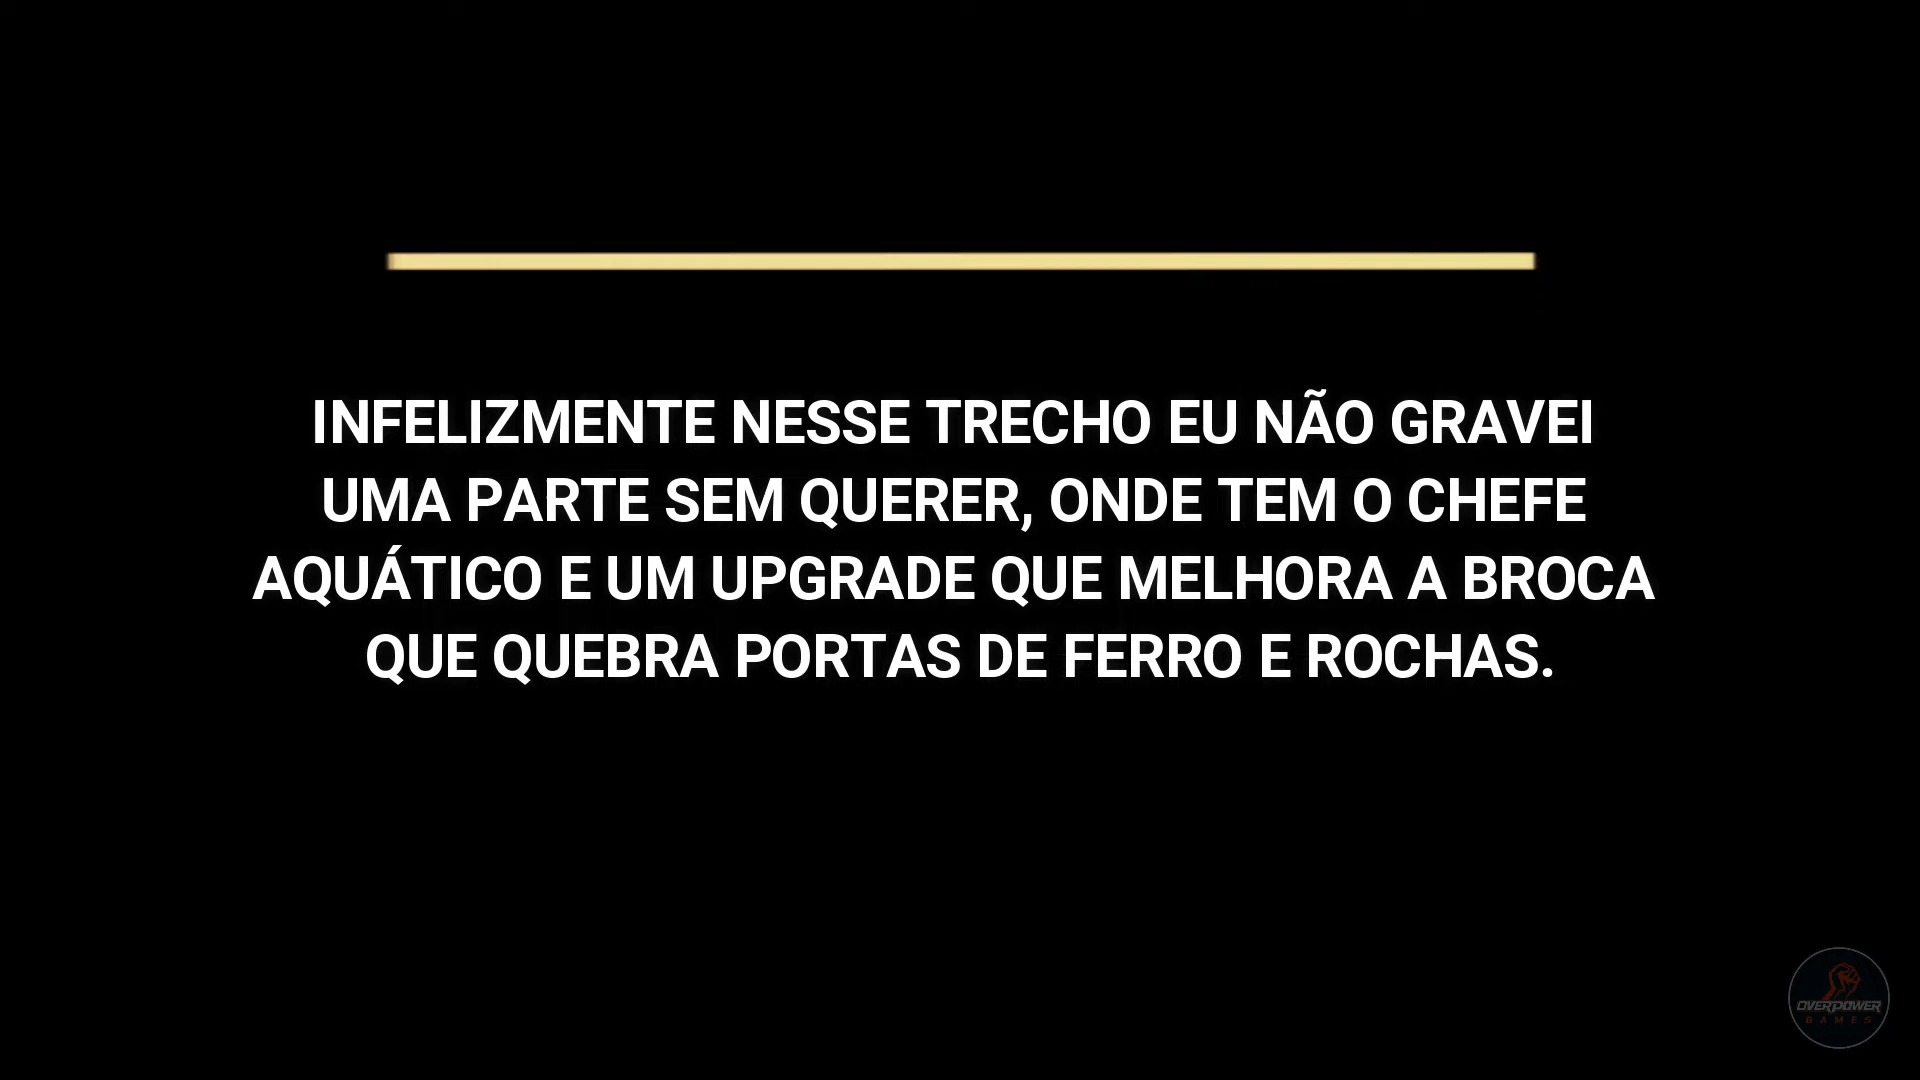 INFELIZMENTE NESSE TRECHO EU NÃO GRAVEI
UMA PARTE SEM QUERER, ONDE TEM O CHEFE
AQUÁTICO E UM UPGRADE QUE MELHORA A BROCA
QUE QUEBRA PORTAS DE FERRO E ROCHAS.
OVERPOWER
GAMES